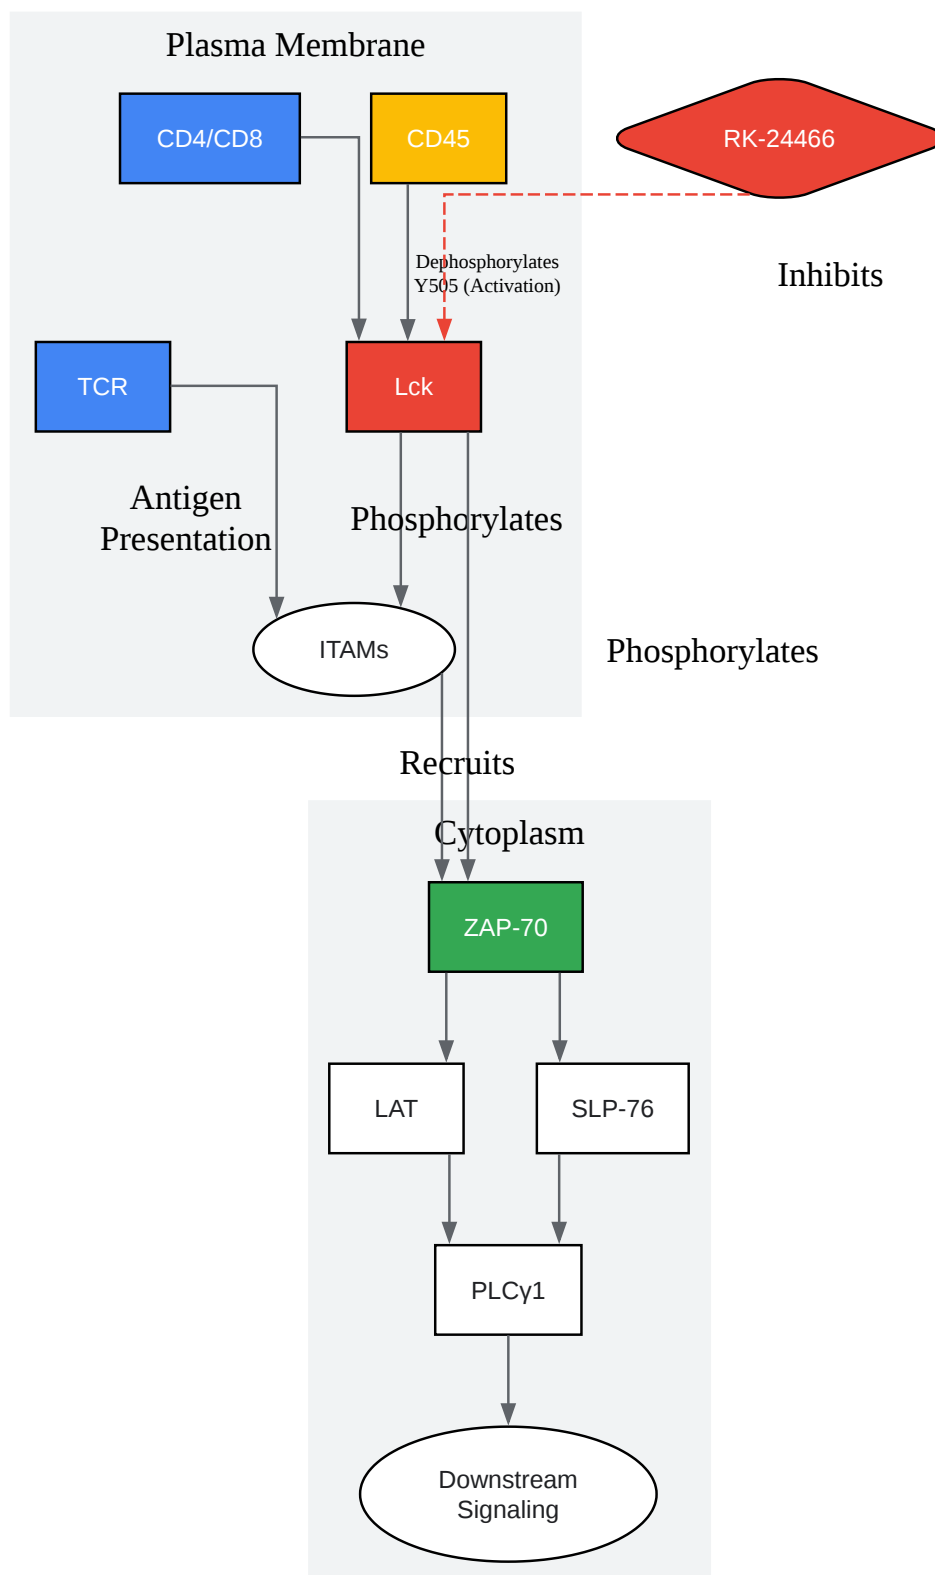 Plasma Membrane
CD4/CD8
CD45
RK-24466
Dephosphorylates
Y505 (Activation)
Inhibits
TCR
Lck
Antigen
Presentation
Phosphorylates
ITAMs
Phosphorylates
Recruits
Cytoplasm
ZAP-70
LAT
SLP-76
PLCγ1
Downstream
Signaling